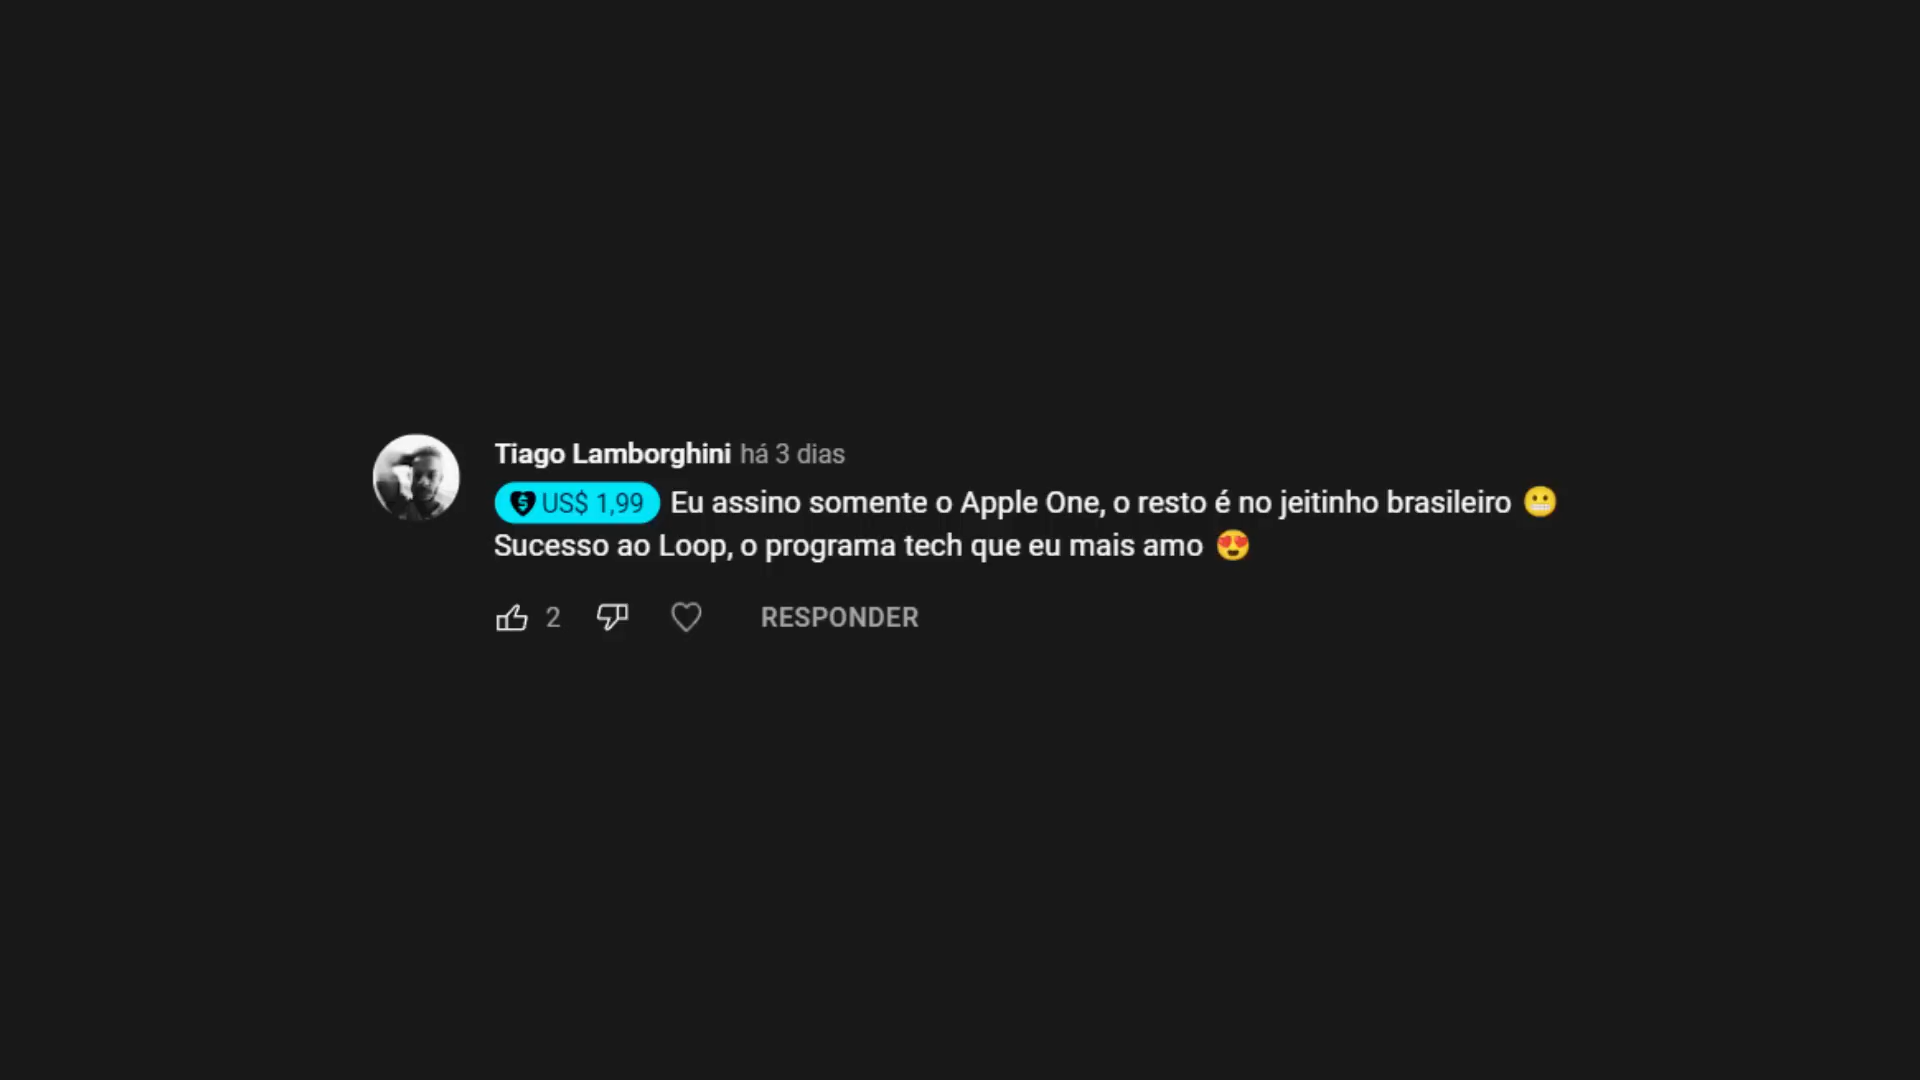 Tiago Lamborghini há 3 dias
US$ 1,99 Eu assino somente o Apple One, o resto é no jeitinho brasileiro 😬
Sucesso ao Loop, o programa tech que eu mais amo 😍
2 RESPONDER